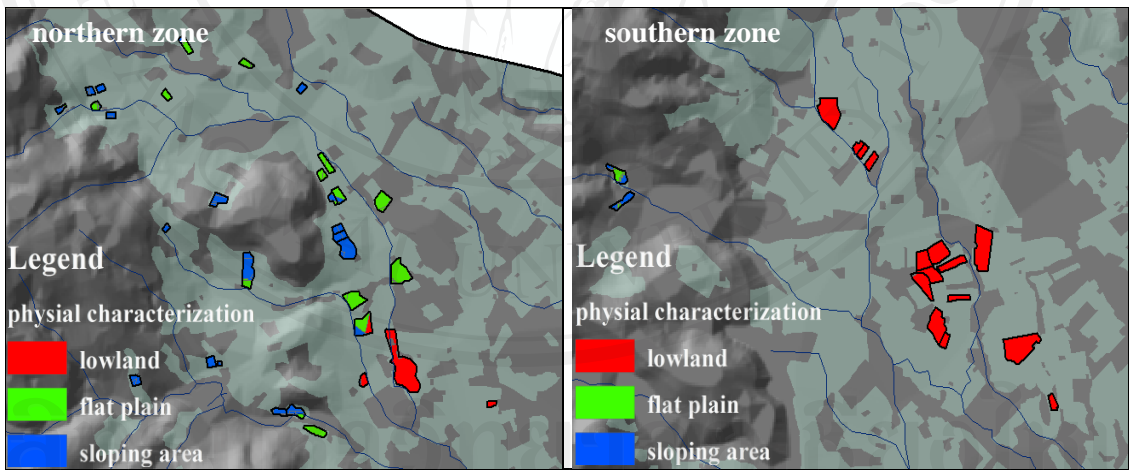 northern zone
Legend
physial characterization
lowland
flat plain
sloping area
southern zone
Legend
physial characterization
lowland
flat plain
sloping area